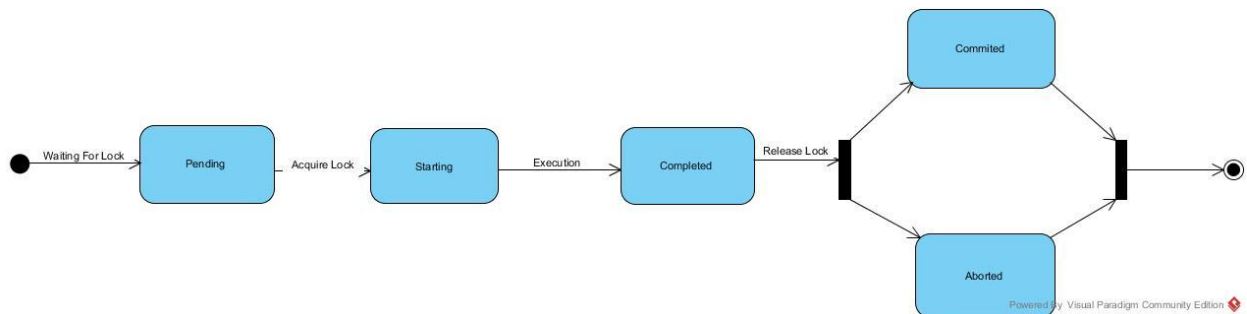 Commited
Waiting For Lock
Pending
Acquire Lock
Starting
Execution
Completed
Release Lock
Aborted
Powered By Visual Paradigm Community Edition